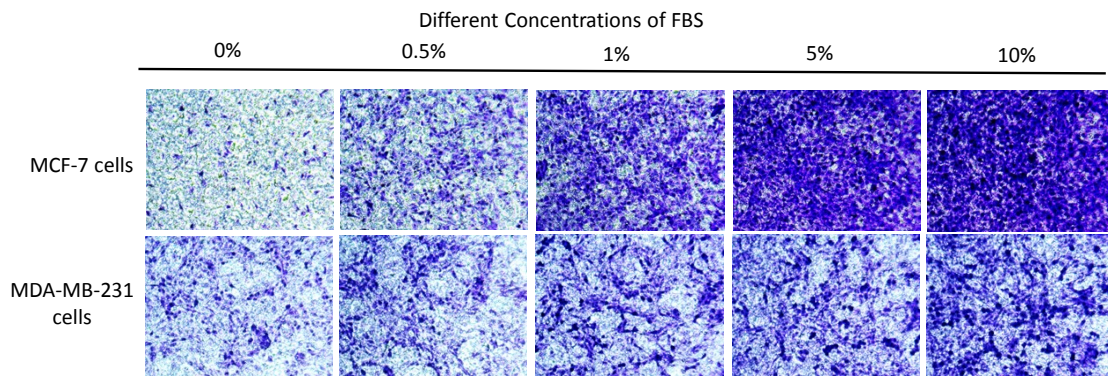 Different Concentrations of FBS
0% 0.5% 1% 5% 10%
MCF-7 cells
MDA-MB-231
cells